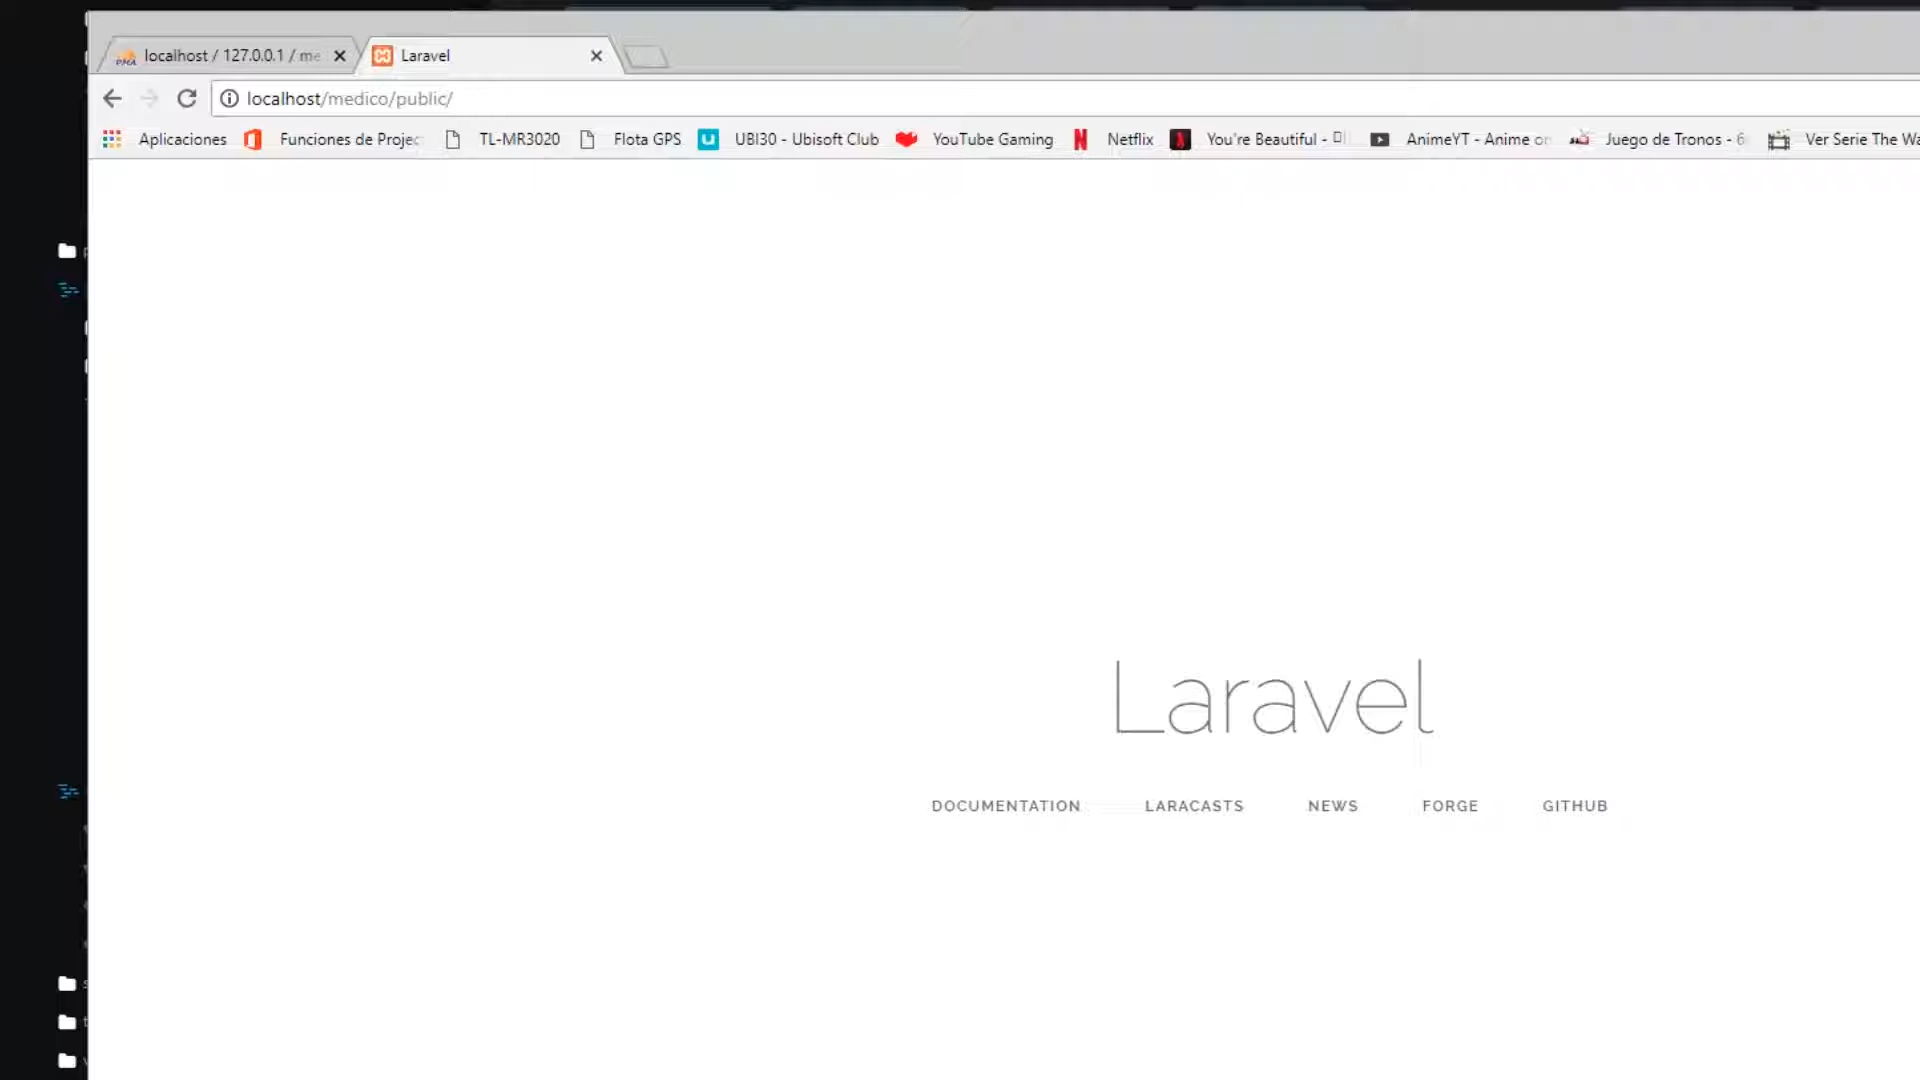 localhost / 127.0.0.1 / me
Laravel
localhost/medico/public/
Aplicaciones
Funciones de Projec
TL-MR3020
Flota GPS
UBI30 - Ubisoft Club
YouTube Gaming
Netflix
You're Beautiful -
AnimeYT - Anime on
Juego de Tronos - 6
Ver Serie The Wa
Laravel
DOCUMENTATION
LARACASTS
NEWS
FORGE
GITHUB